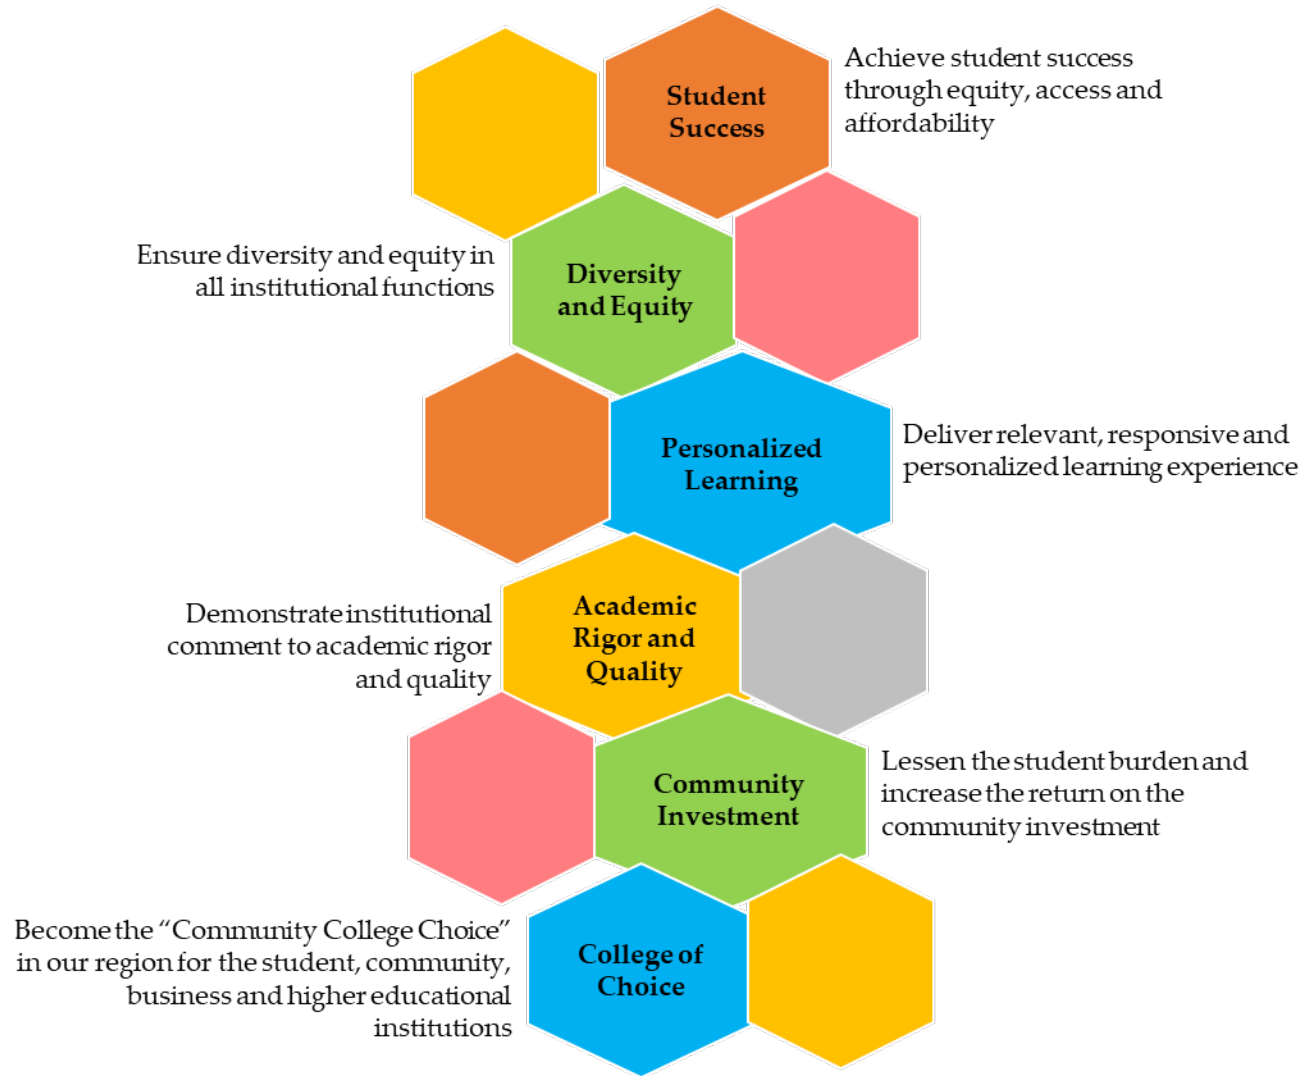 Student
Success
Achieve student success
through equity, access and
affordability
Ensure diversity and equity in
all institutional functions
Diversity
and Equity
Personalized
Learning
Deliver relevant, responsive and
personalized learning experience
Demonstrate institutional
comment to academic rigor
and quality
Academic
Rigor and
Quality
Community
Investment
Lessen the student burden and
increase the return on the
community investment
Become the “Community College Choice”
in our region for the student, community,
business and higher educational
institutions
College of
Choice